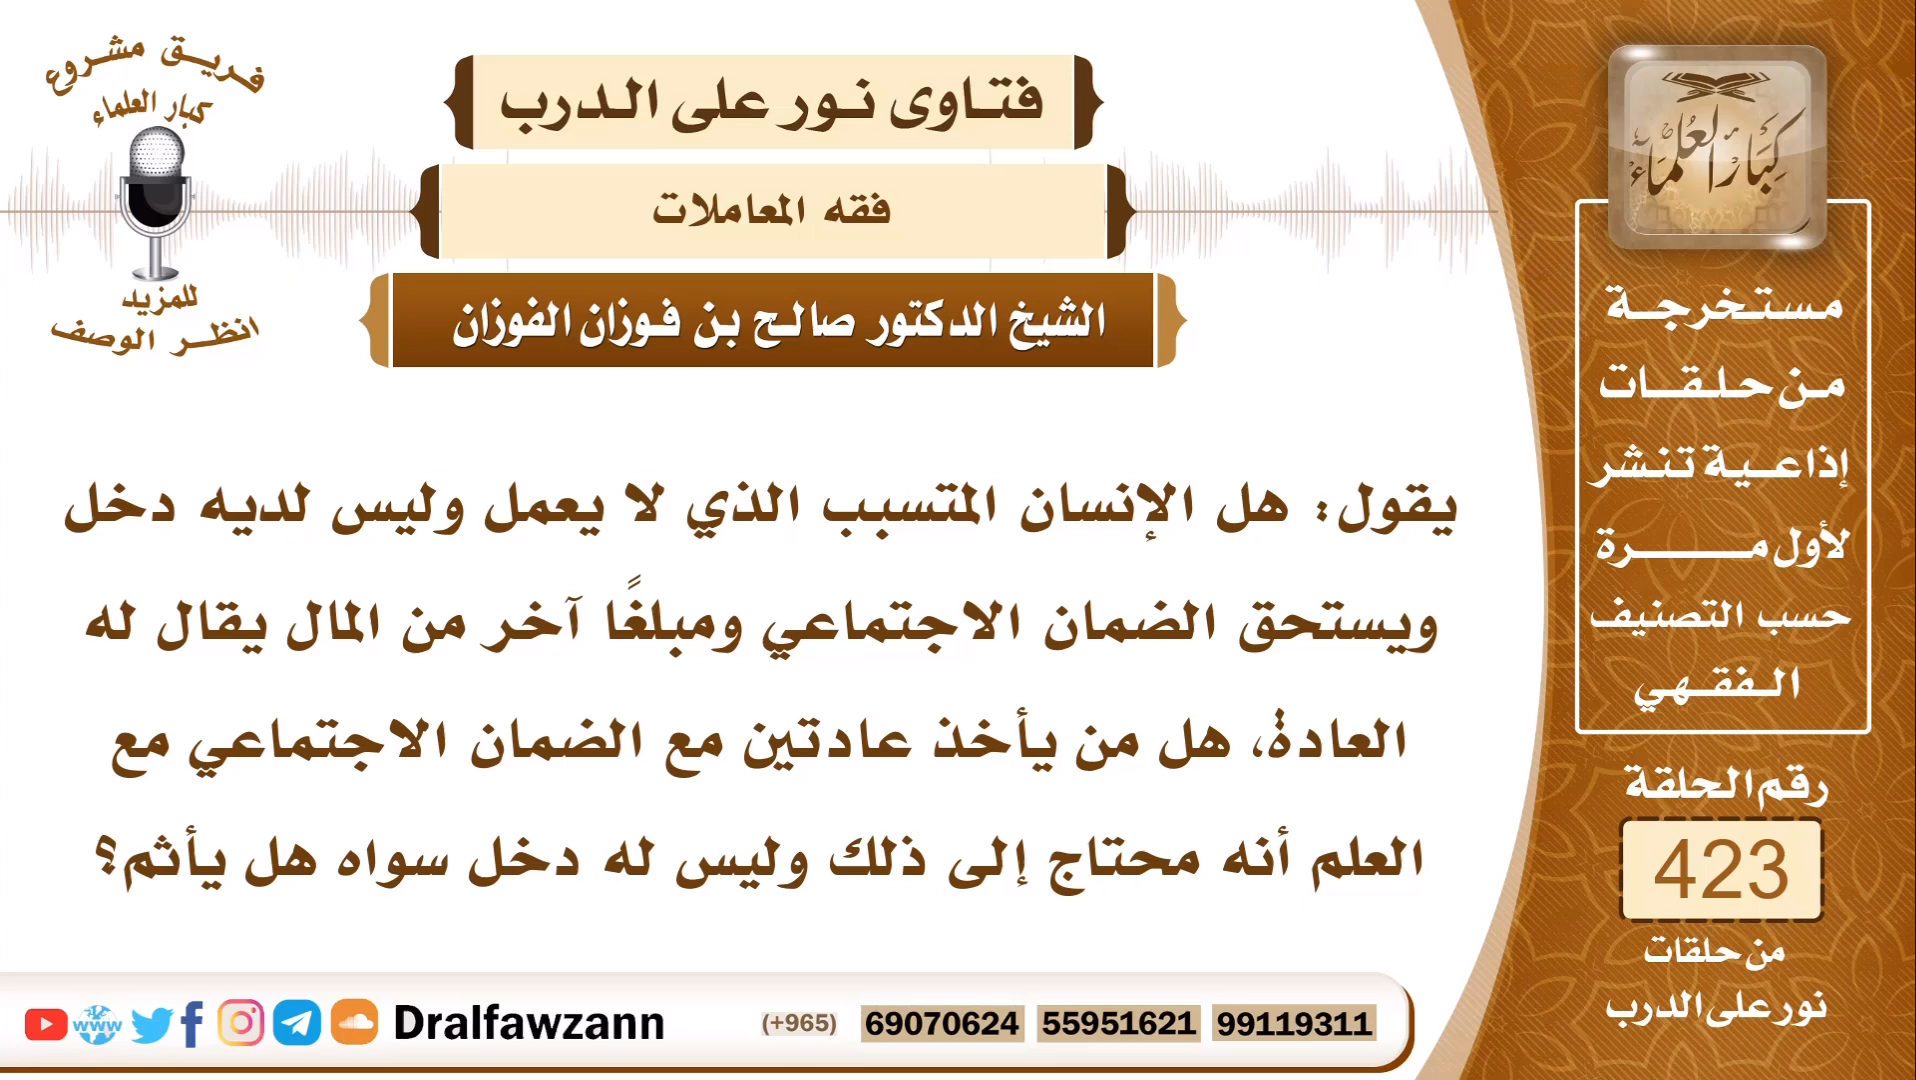 فريق مشروع
كبار العلماء
للمزيد
انظر الوصف
فتاوى نور على الدرب
فقه المعاملات
الشيخ الدكتور صالح بن فوزان الفوزان
يقول: هل الإنسان المتسبب الذي لا يعمل وليس لديه دخل
ويستحق الضمان الاجتماعي ومبلغًا آخر من المال يقال له
العادة، هل من يأخذ عادتين مع الضمان الاجتماعي مع
العلم أنه محتاج إلى ذلك وليس له دخل سواه هل يأثم؟
كبار العلماء
مستخرجة
من حلقات
إذاعية تنشر
لأول مرة
حسب التصنيف
الفقهي
رقم الحلقة
423
من حلقات
نور على الدرب
www
Dralfawzann
(+965) 69070624 55951621 99119311